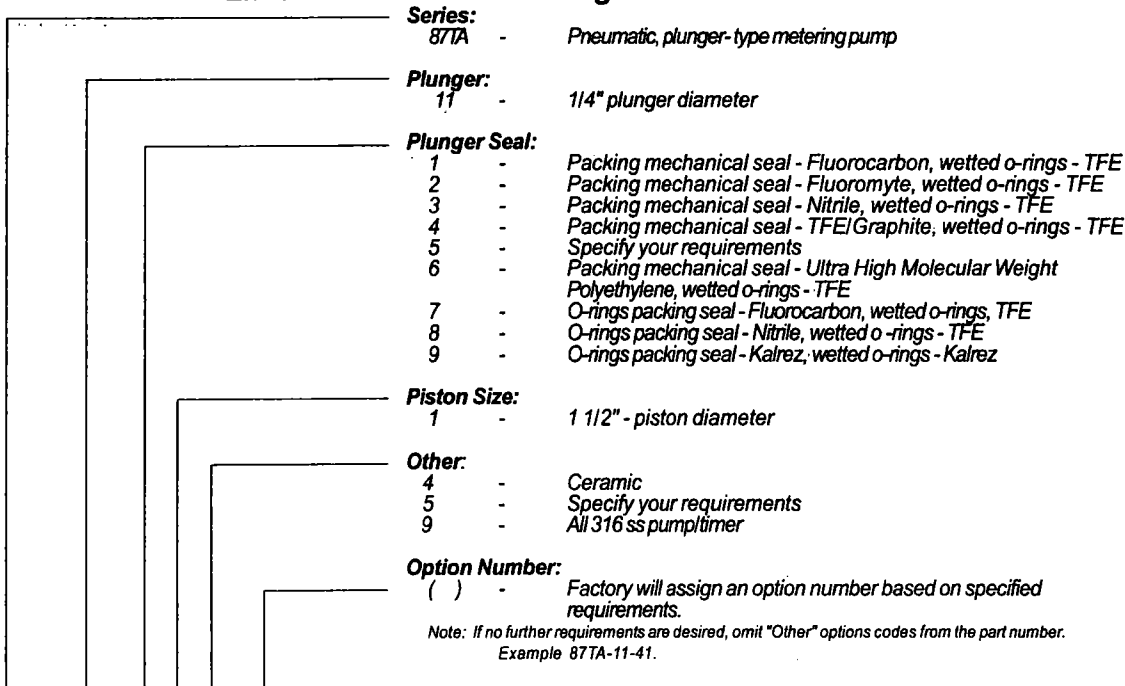 Series:
87TA - Pneumatic, plunger-type metering pump
Plunger:
11 - 1/4" plunger diameter
Plunger Seal:
1 - Packing mechanical seal - Fluorocarbon, wetted o-rings - TFE
2 - Packing mechanical seal - Fluoromyte, wetted o-rings - TFE
3 - Packing mechanical seal - Nitrile, wetted o-rings - TFE
4 - Packing mechanical seal - TFE/Graphite, wetted o-rings - TFE
5 - Specify your requirements
6 - Packing mechanical seal - Ultra High Molecular Weight
Polyethylene, wetted o-rings - TFE
7 - O-rings packing seal - Fluorocarbon, wetted o-rings, TFE
8 - O-rings packing seal - Nitrile, wetted o-rings - TFE
9 - O-rings packing seal - Kalrez, wetted o-rings - Kalrez
Piston Size:
1 - 1 1/2" - piston diameter
Other:
4 - Ceramic
5 - Specify your requirements
9 - All 316 ss pump/timer
Option Number:
( ) - Factory will assign an option number based on specified
requirements.
Note: If no further requirements are desired, omit "Other" options codes from the part number.
Example 87TA-11-41.